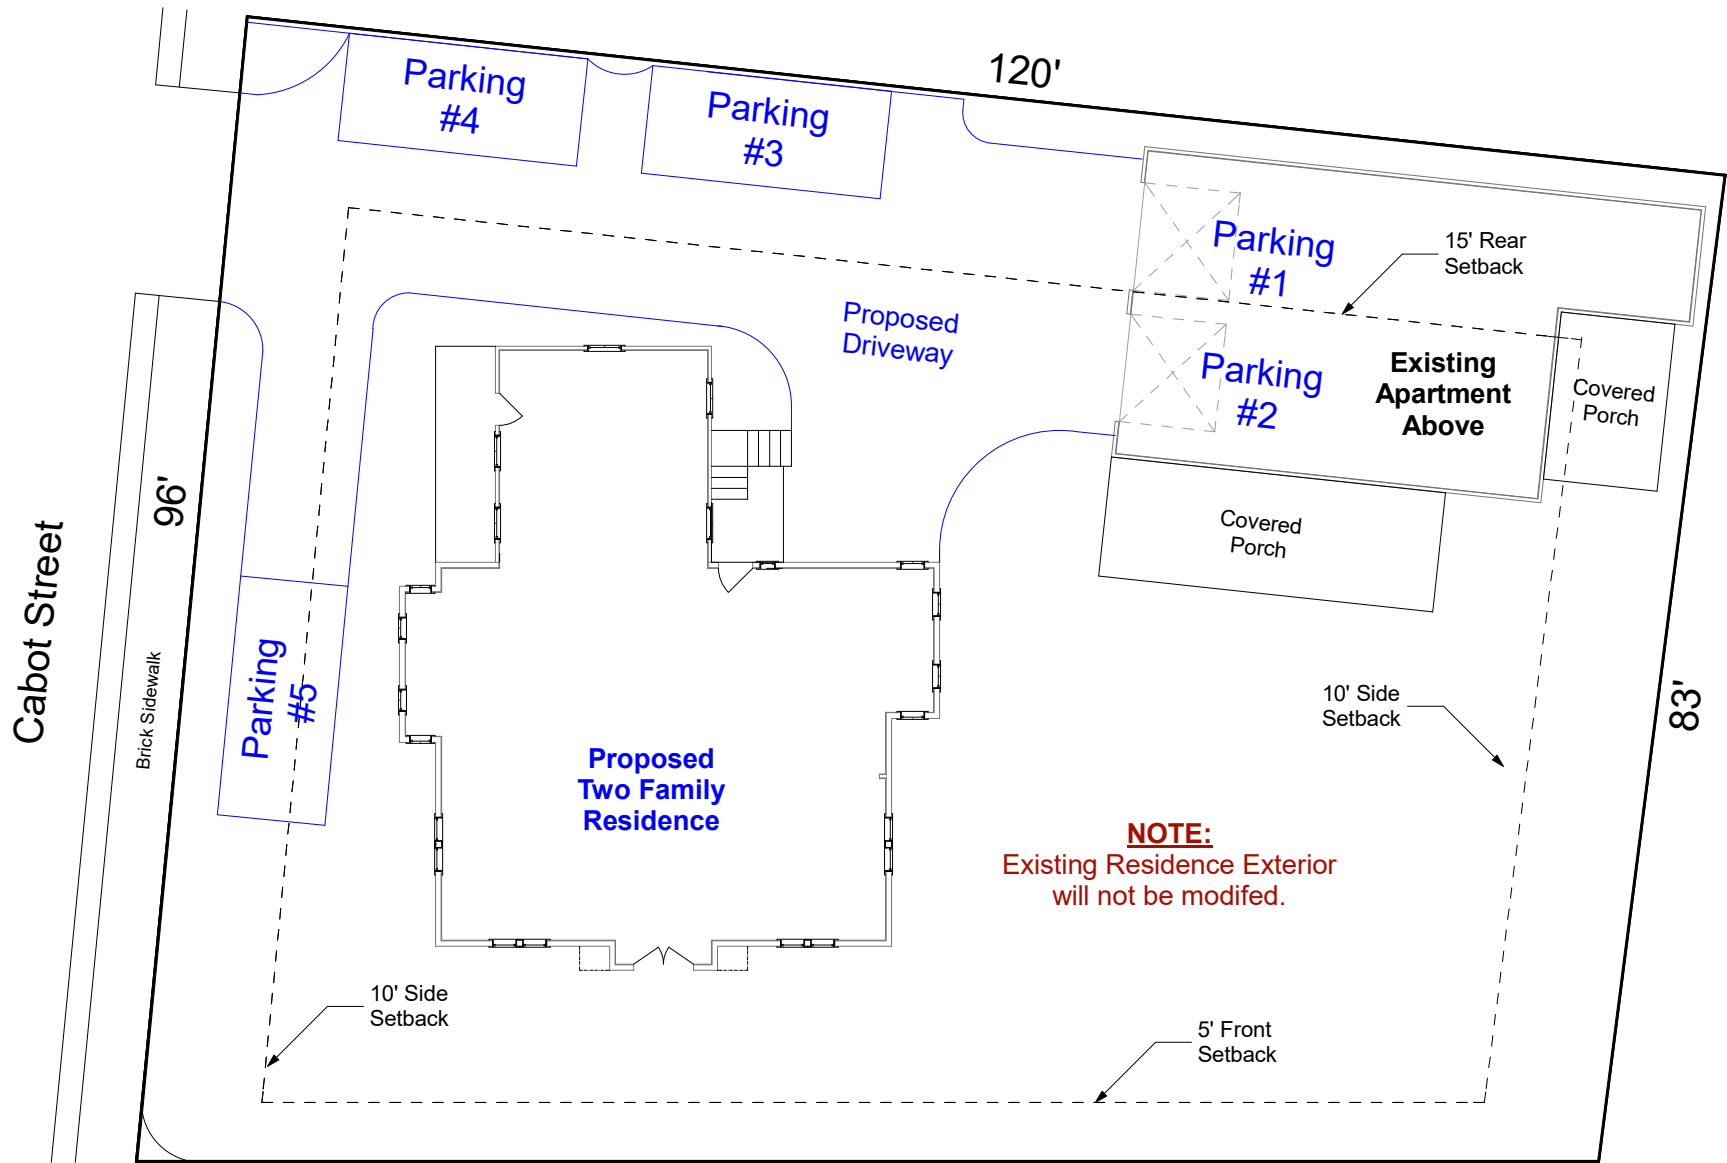 120'
Parking
#4
Parking
#3
Parking
#1
15' Rear
Setback
Proposed
Driveway
Parking
#2
Existing
Apartment
Above
Covered
Porch
96'
Covered
Porch
Cabot Street
Brick Sidewalk
Parking
#5
10' Side
Setback
83'
Proposed
Two Family
Residence
NOTE:
Existing Residence Exterior
will not be modifed.
10' Side
Setback
5' Front
Setback